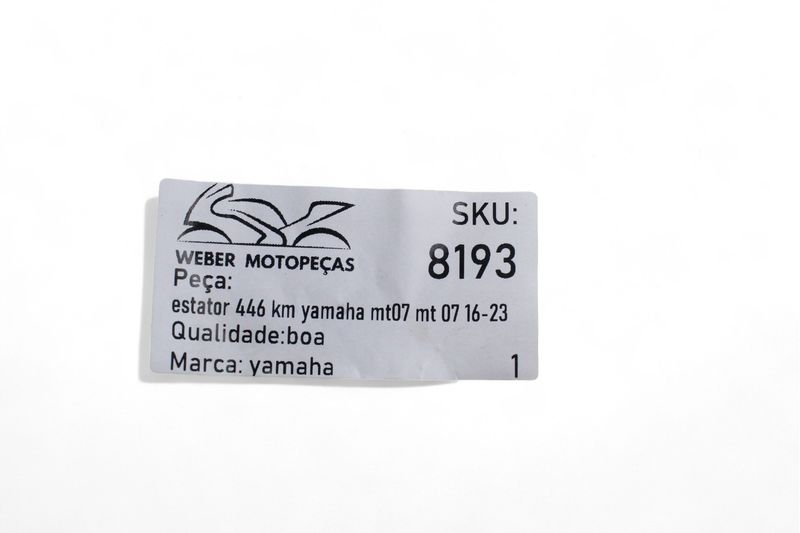 WEBER MOTOPEÇAS
SKU:
8193
Peça:
estator 446 km yamaha mt07 mt 07 16-23
Qualidade:boa
Marca: yamaha
1